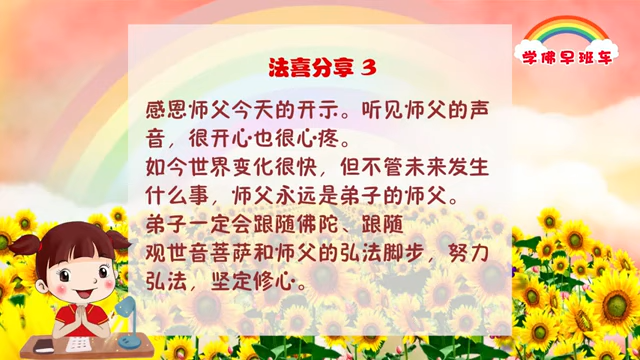 学佛早班车
法喜分享 3
感恩师父今天的开示。听见师父的声
音，很开心也很心疼。
如今世界变化很快，但不管未来发生
什么事，师父永远是弟子的师父。
弟子一定会跟随佛陀、跟随
观世音菩萨和师父的弘法脚步，努力
弘法，坚定修心。